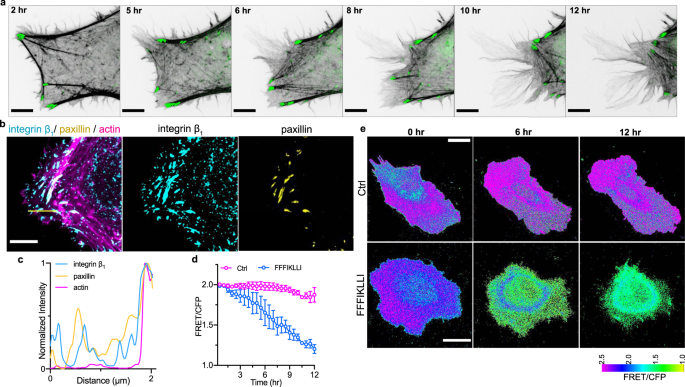 a
2 hr
5 hr
6 hr
8 hr
10 hr
12 hr
b
integrin β1/ paxillin / actin
integrin β1
paxillin
e
0 hr
6 hr
12 hr
Ctrl
FFFIKLLI
c
integrin β1
paxillin
actin
Normalized Intensity
1
0
0
1
2
Distance (μm)
d
Ctrl
FFFIKLLI
FRET/CFP
2.0
1.6
1.0
3
6
9
12
Time (hr)
2.5
2.0
1.5
1.0
FRET/CFP